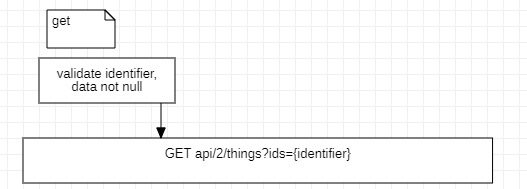 get
validate identifier,
data not null
GET api/2/things?ids={identifier}